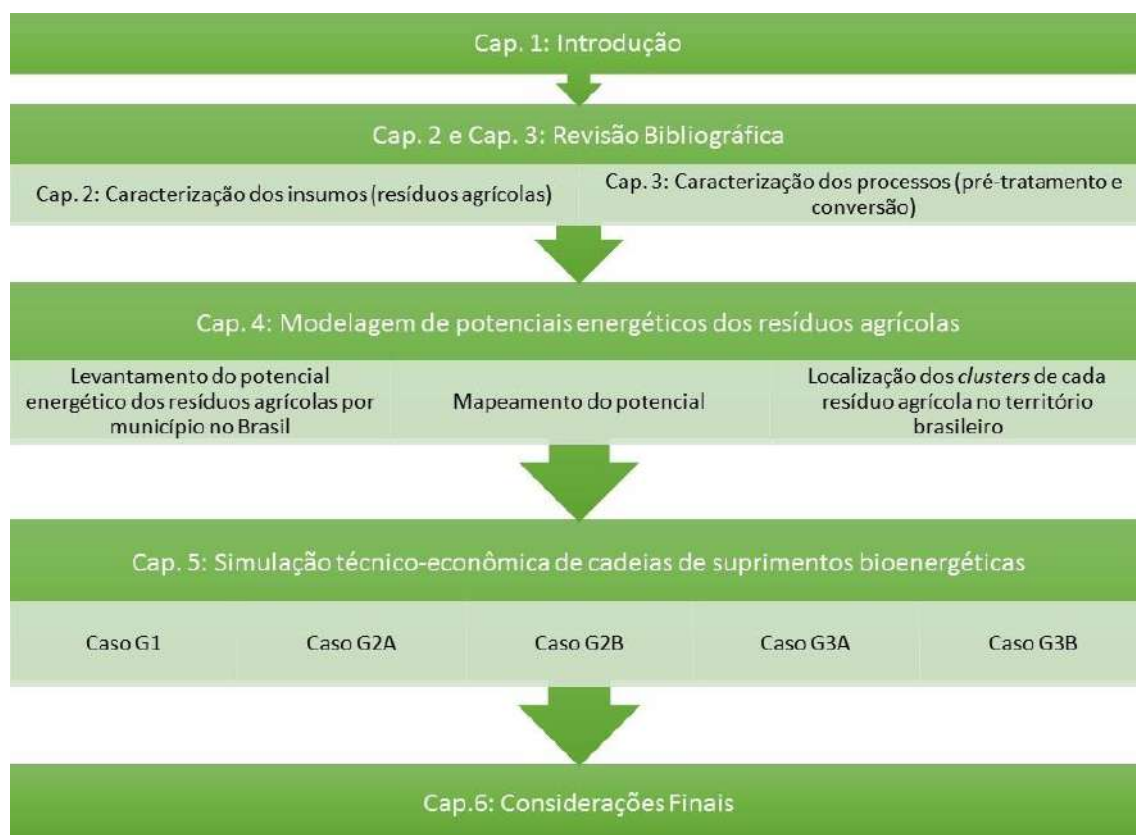 Cap. 1: Introdução
Cap. 2 e Cap. 3: Revisão Bibliográfica
Cap. 2: Caracterização dos insumos (resíduos agrícolas)
Cap. 3: Caracterização dos processos (pré-tratamento e
conversão)
Cap. 4: Modelagem de potenciais energéticos dos resíduos agrícolas
Levantamento do potencial
energético dos resíduos agrícolas por
município no Brasil
Mapeamento do potencial
Localização dos clusters de cada
resíduo agrícola no território
brasileiro
Cap. 5: Simulação técnico-econômica de cadeias de suprimentos bioenergéticas
Caso G1
Caso G2A
Caso G2B
Caso G3A
Caso G3B
Cap.6: Considerações Finais